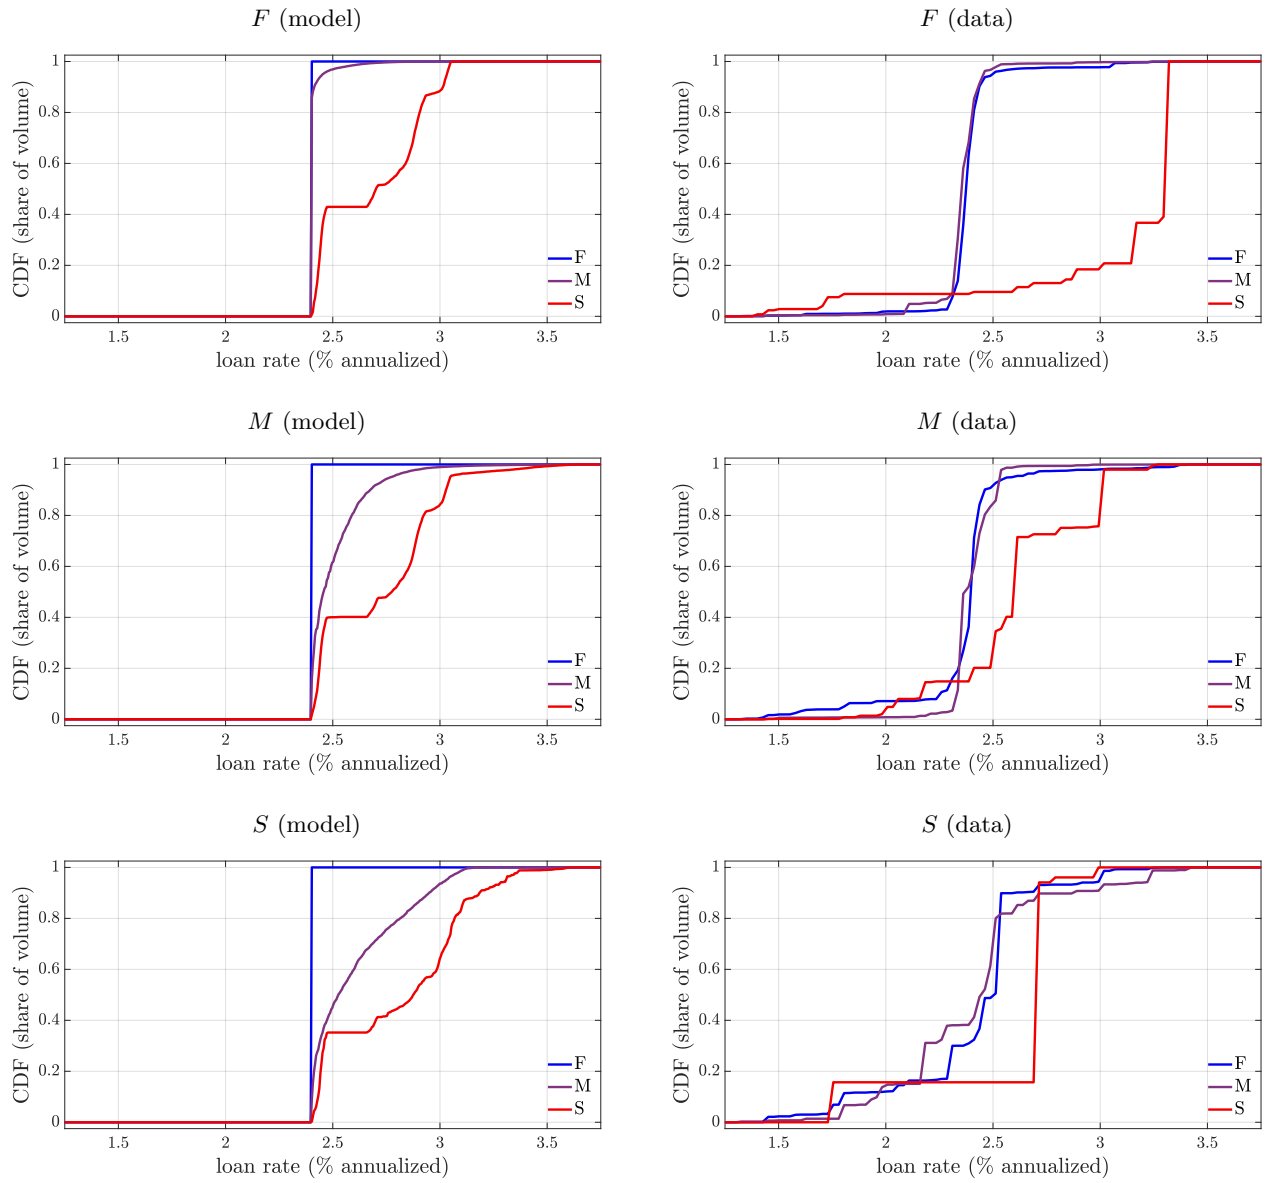 F (model)
CDF (share of volume)
1
0.8
0.6
0.4
0.2
0
1.5 2 2.5 3 3.5
loan rate (% annualized)
F
M
S
F (data)
CDF (share of volume)
1
0.8
0.6
0.4
0.2
0
1.5 2 2.5 3 3.5
loan rate (% annualized)
F
M
S
M (model)
CDF (share of volume)
1
0.8
0.6
0.4
0.2
0
1.5 2 2.5 3 3.5
loan rate (% annualized)
F
M
S
M (data)
CDF (share of volume)
1
0.8
0.6
0.4
0.2
0
1.5 2 2.5 3 3.5
loan rate (% annualized)
F
M
S
S (model)
CDF (share of volume)
1
0.8
0.6
0.4
0.2
0
1.5 2 2.5 3 3.5
loan rate (% annualized)
F
M
S
S (data)
CDF (share of volume)
1
0.8
0.6
0.4
0.2
0
1.5 2 2.5 3 3.5
loan rate (% annualized)
F
M
S